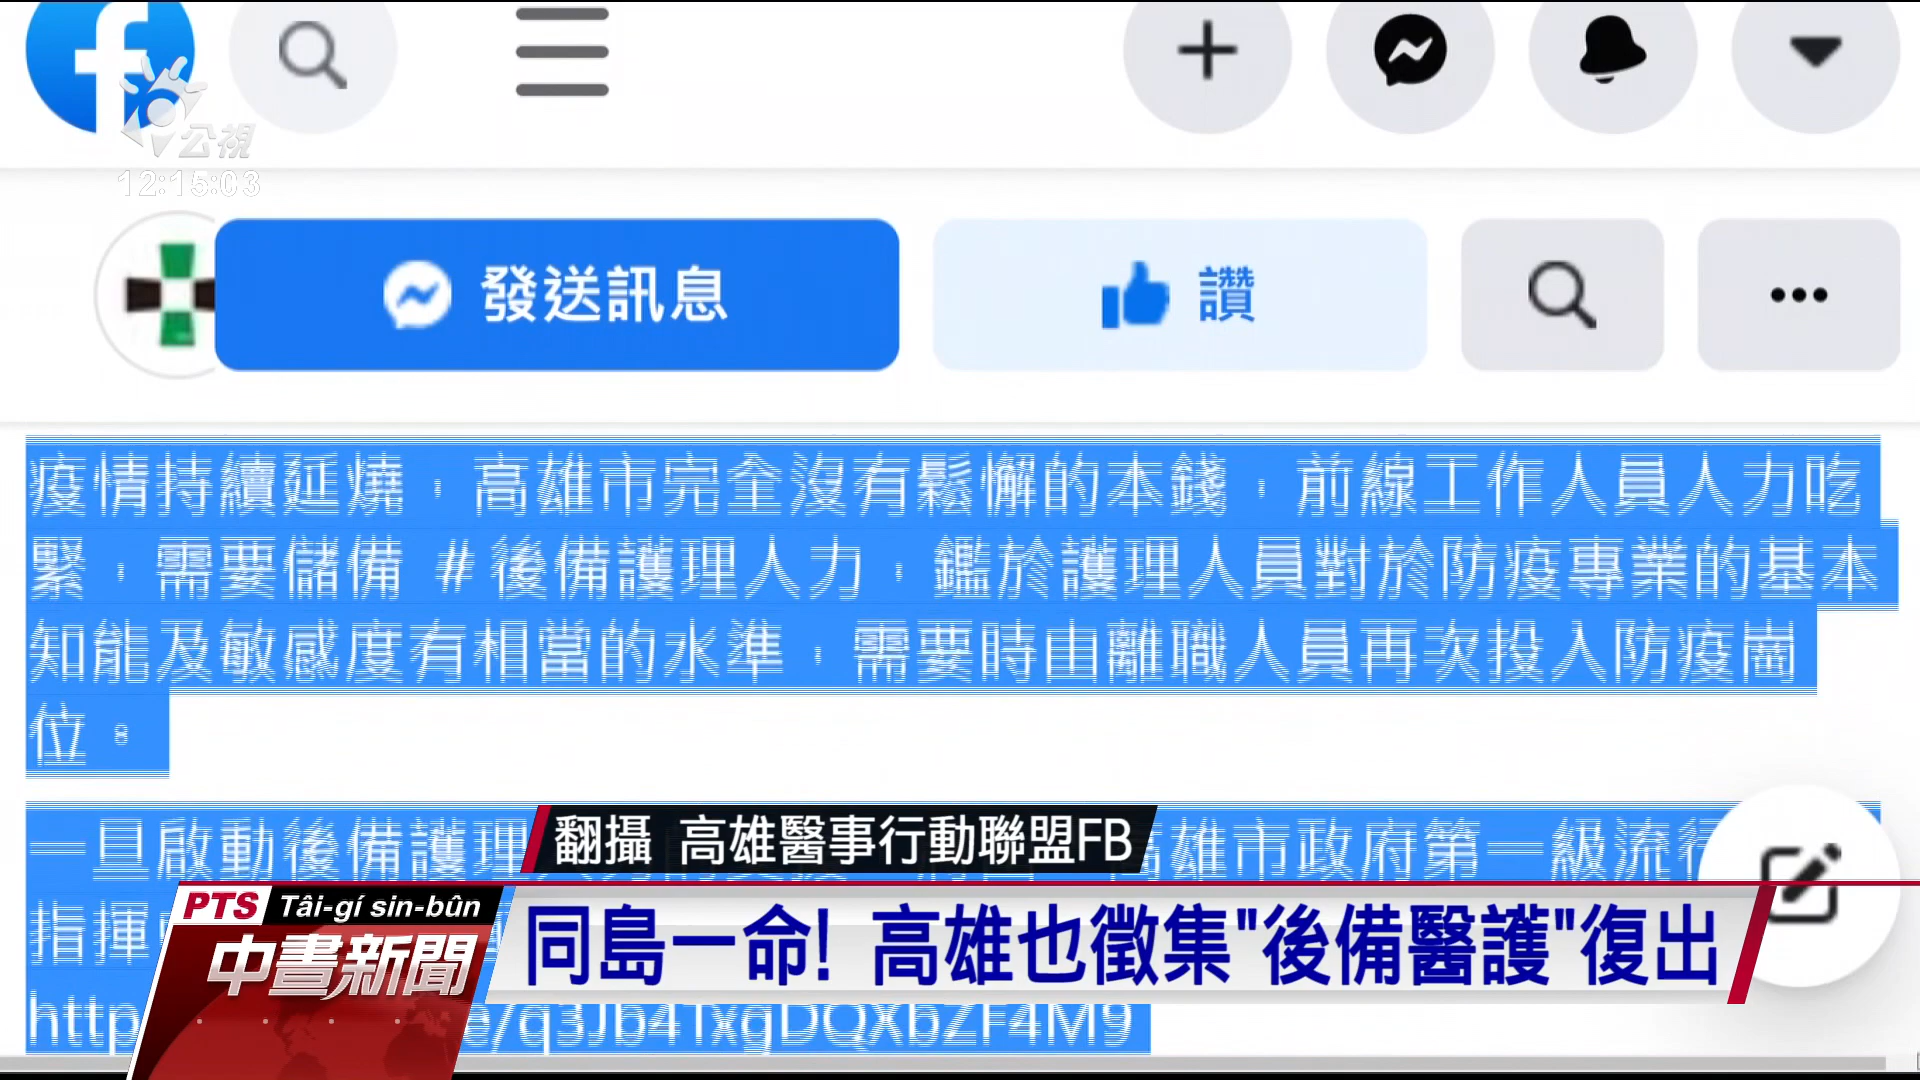 公視
12:15:03
發送訊息
讚
疫情持續延燒，高雄市完全沒有鬆懈的本錢，前線工作人員人力吃
緊，需要儲備 #後備護理人力，鑑於護理人員對於防疫專業的基本
知能及敏感度有相當的水準，需要時由離職人員再次投入防疫崗
位。
一旦啟動後備護理
高雄市政府第一級流行
指揮
翻攝 高雄醫事行動聯盟FB
PTS Tâi-gí sin-bûn
中晝新聞
同島一命! 高雄也徵集"後備醫護"復出
http
e/q3Jb41xgDQXbZF4M9